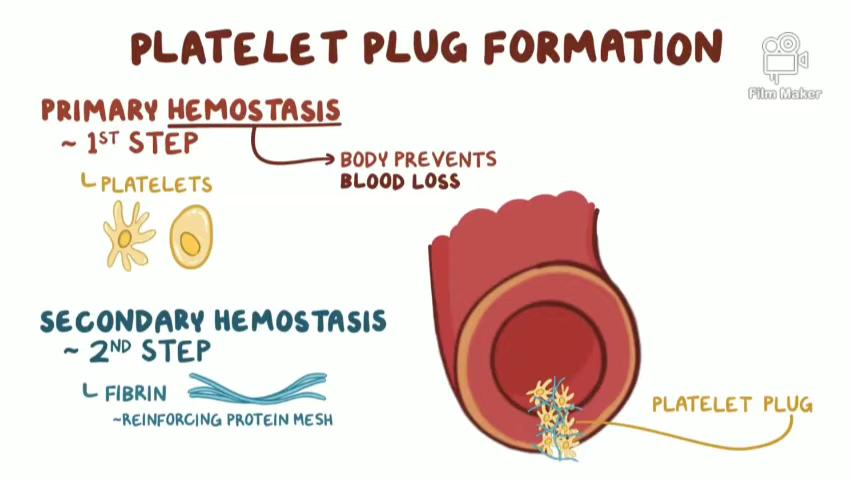 PLATELET PLUG FORMATION
Film Maker
PRIMARY HEMOSTASIS
~ 1ST STEP
BODY PREVENTS
BLOOD LOSS
PLATELETS
SECONDARY HEMOSTASIS
~ 2ND STEP
FIBRIN
~REINFORCING PROTEIN MESH
PLATELET PLUG